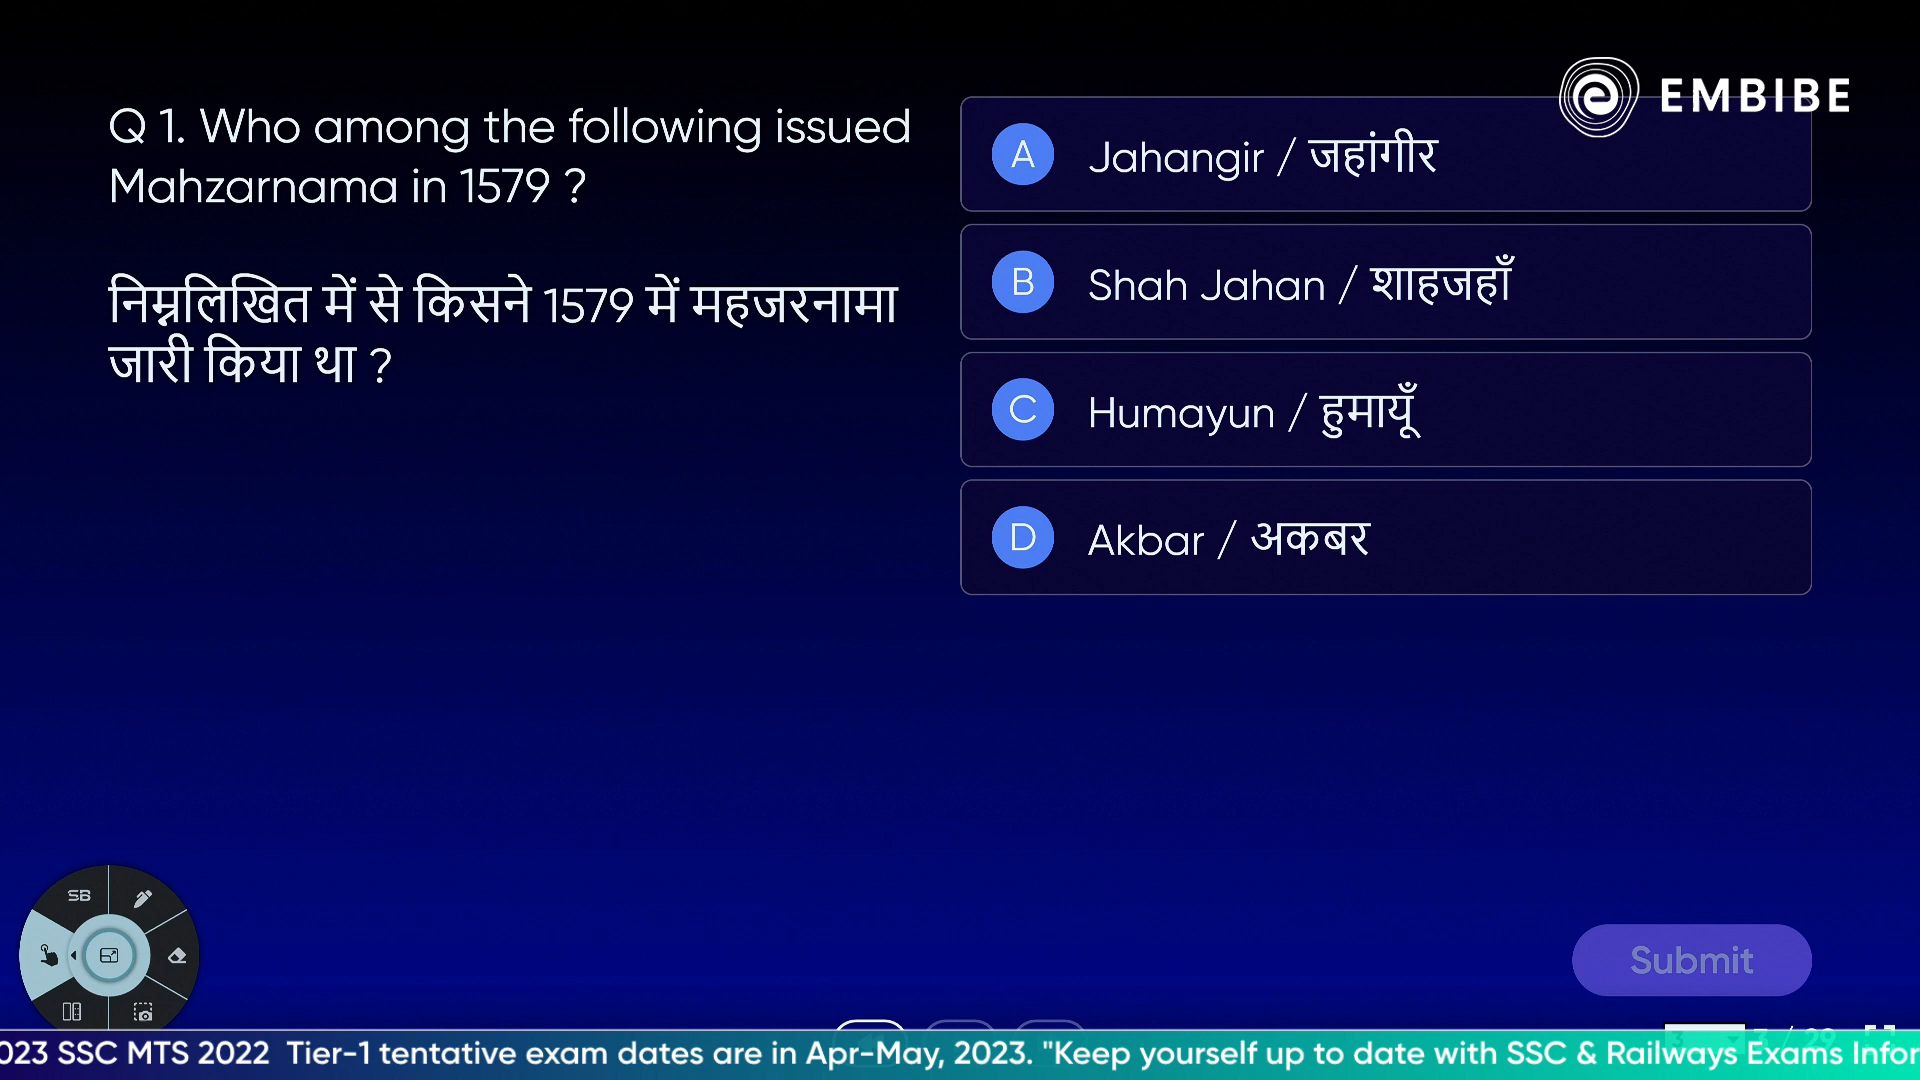 EMBIBE
Q 1. Who among the following issued
Mahzarnama in 1579 ?
निम्नलिखित में से किसने 1579 में महजरनामा
जारी किया था ?
A Jahangir / जहांगीर
B Shah Jahan / शाहजहाँ
C Humayun / हुमायूँ
D Akbar / अकबर
SB
Submit
023 SSC MTS 2022 Tier-1 tentative exam dates are in Apr-May, 2023. "Keep yourself up to date with SSC & Railways Exams Infor